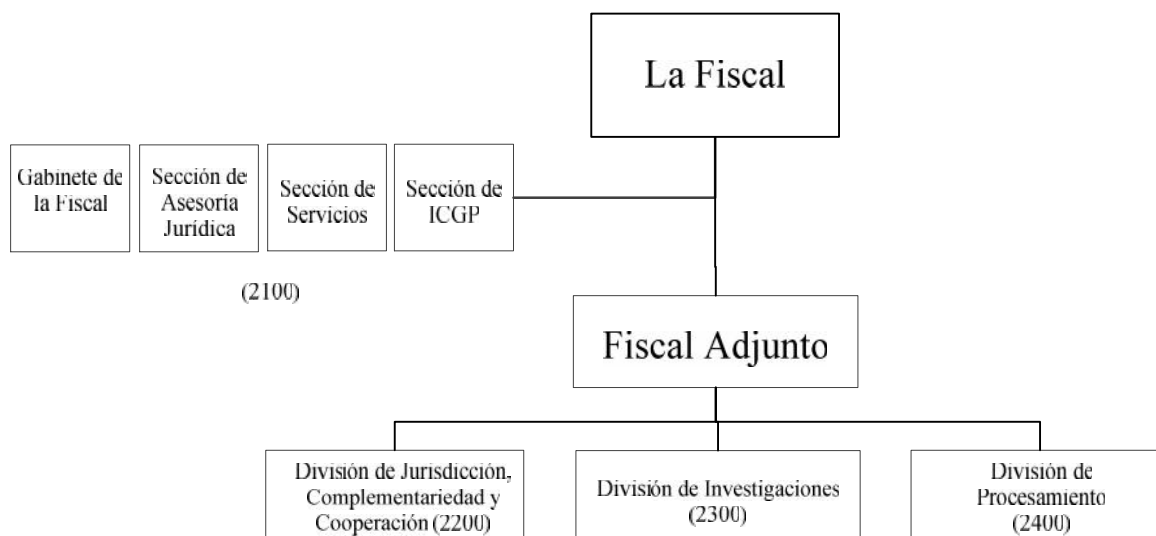 La Fiscal
Gabinete de
la Fiscal
Sección de
Asesoría
Jurídica
Sección de
Servicios
Sección de
ICGP
(2100)
Fiscal Adjunto
División de Jurisdicción,
Complementariedad y
Cooperación (2200)
División de Investigaciones
(2300)
División de
Procesamiento
(2400)